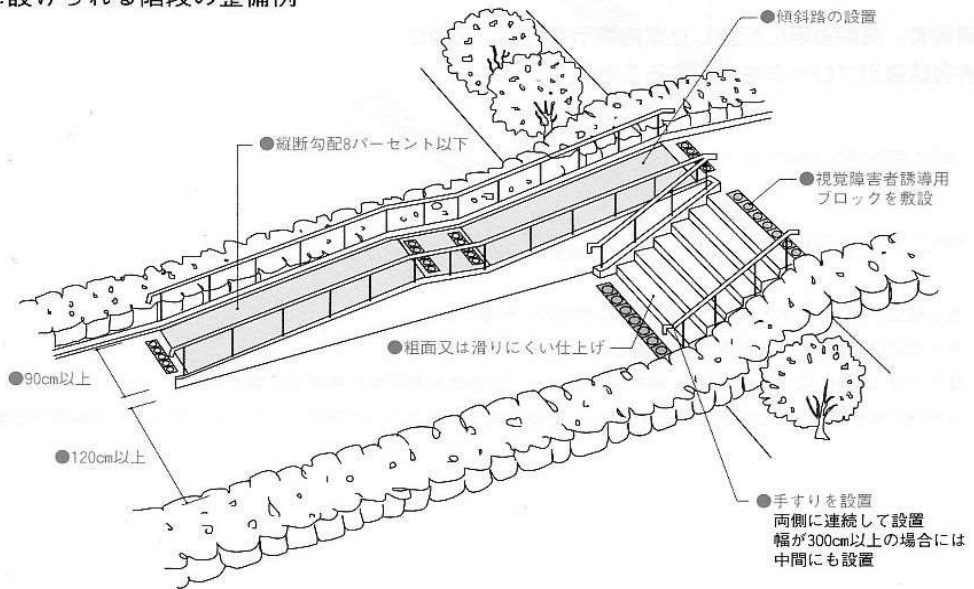 設けられる階段の整備例
●傾斜路の設置
●縦断勾配8パーセント以下
●視覚障害者誘導用
ブロックを敷設
●粗面又は滑りにくい仕上げ
●90cm以上
●120cm以上
●手すりを設置
両側に連続して設置
幅が300cm以上の場合には
中間にも設置